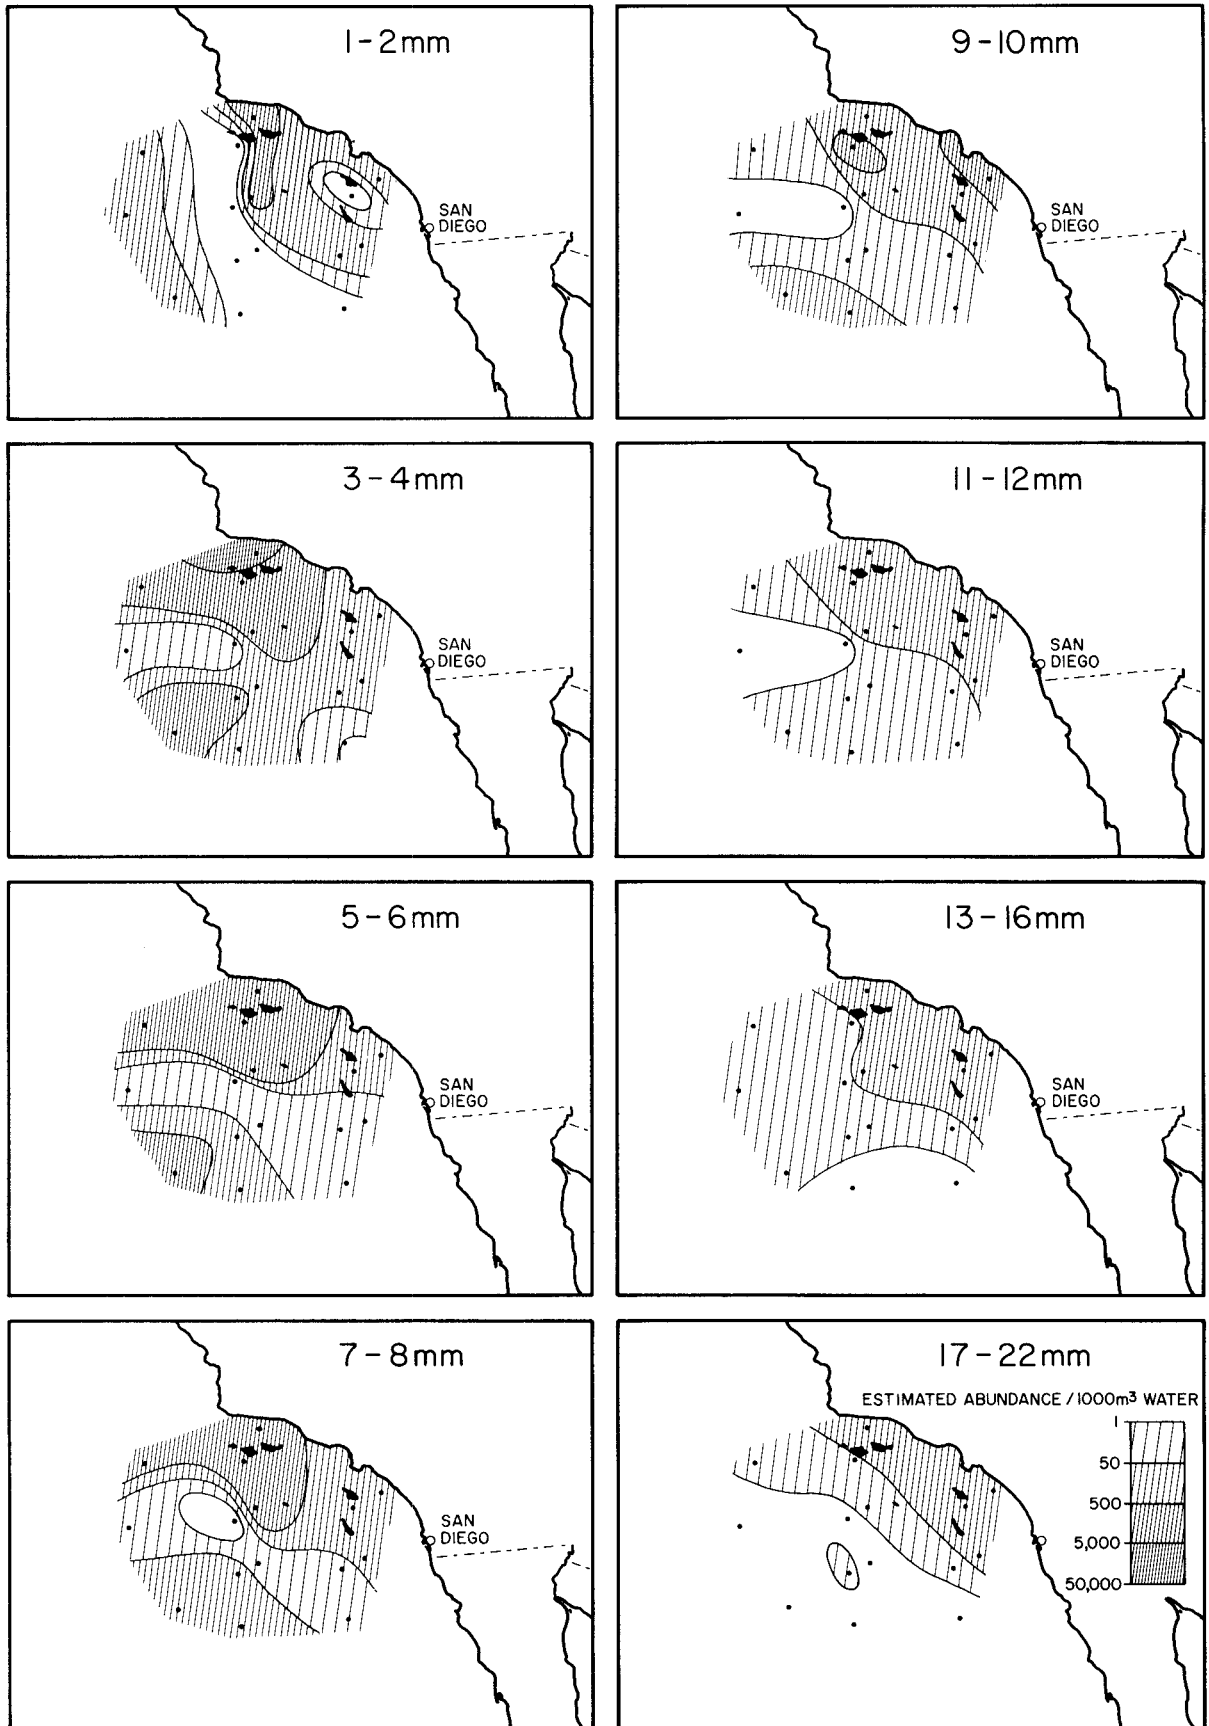 1-2mm
SAN
DIEGO
9-10mm
SAN
DIEGO
3-4mm
SAN
DIEGO
11-12mm
SAN
DIEGO
5-6mm
SAN
DIEGO
13-16mm
SAN
DIEGO
7-8mm
SAN
DIEGO
17-22mm
ESTIMATED ABUNDANCE / 1000m³ WATER
1
50
500
5,000
50,000